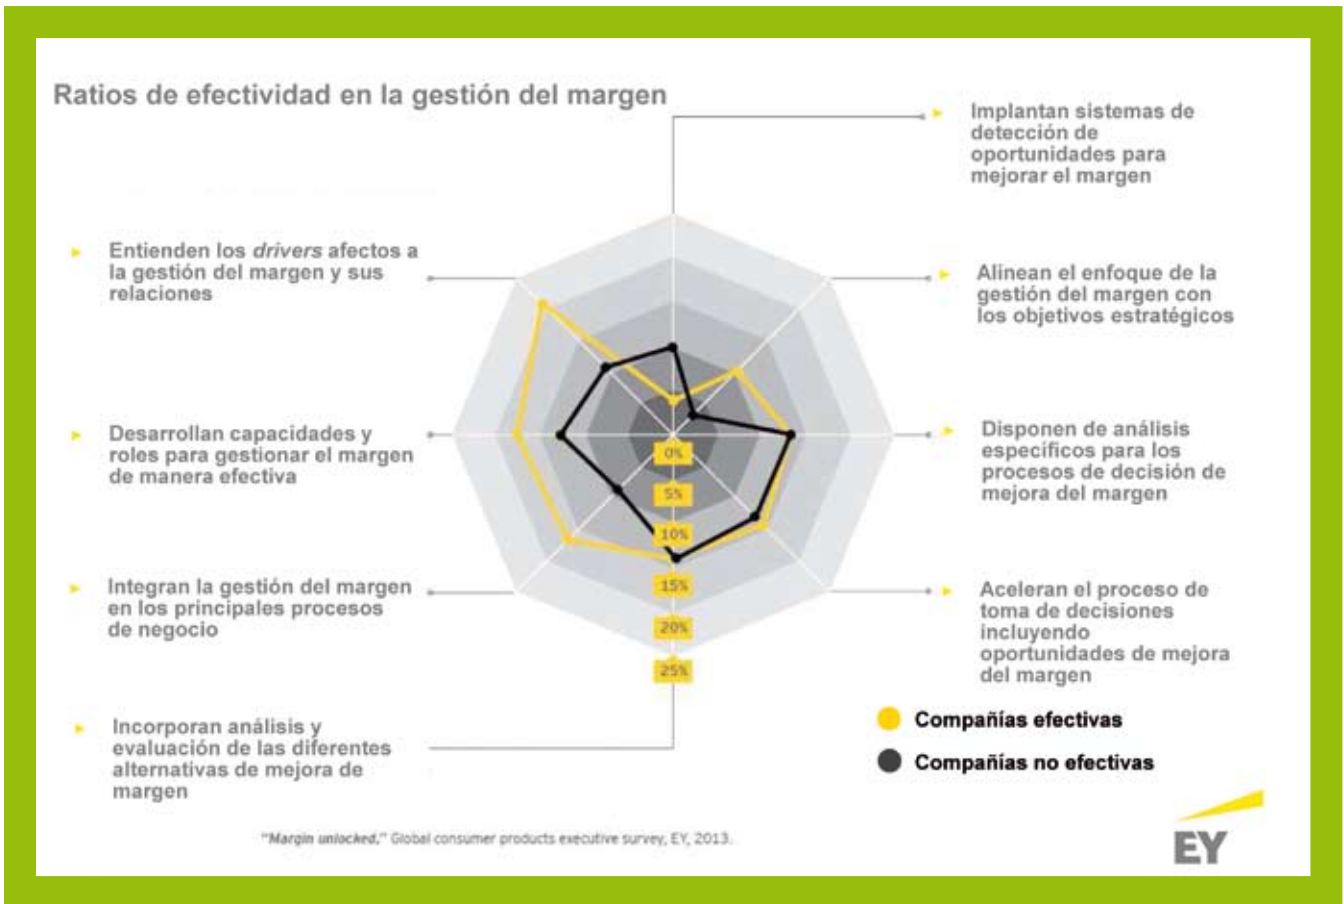 Ratios de efectividad en la gestión del margen
Implantan sistemas de
detección de
oportunidades para
mejorar el margen
Entienden los drivers afectos a
la gestión del margen y sus
relaciones
Alinean el enfoque de la
gestión del margen con
los objetivos estratégicos
Desarrollan capacidades y
roles para gestionar el margen
de manera efectiva
Disponen de análisis
específicos para los
procesos de decisión de
mejora del margen
0%
5%
10%
15%
20%
25%
Integran la gestión del margen
en los principales procesos
de negocio
Aceleran el proceso de
toma de decisiones
incluyendo
oportunidades de mejora
del margen
Incorporan análisis y
evaluación de las diferentes
alternativas de mejora de
margen
Compañías efectivas
Compañías no efectivas
"Margin unlocked." Global consumer products executive survey, EY, 2013.
EY